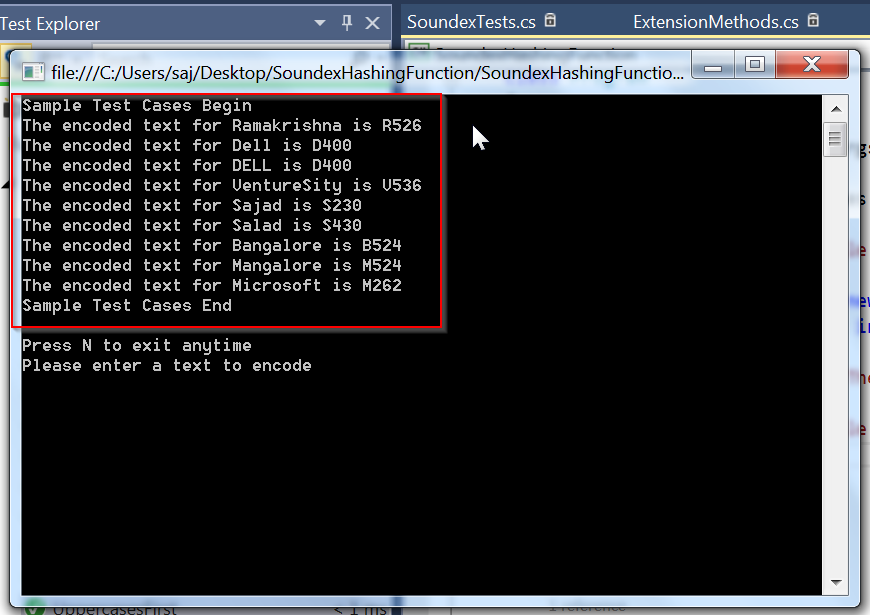 Test Explorer
SoundexTests.cs
ExtensionMethods.cs
file:///C:/Users/saj/Desktop/SoundexHashingFunction/SoundexHashingFunctio...
Sample Test Cases Begin
The encoded text for Ramakrishna is R526
The encoded text for Dell is D400
The encoded text for DELL is D400
The encoded text for VentureSity is V536
The encoded text for Sajad is S230
The encoded text for Salad is S430
The encoded text for Bangalore is B524
The encoded text for Mangalore is M524
The encoded text for Microsoft is M262
Sample Test Cases End
Press N to exit anytime
Please enter a text to encode
UppercasesFirst
< 1 ms
1 reference